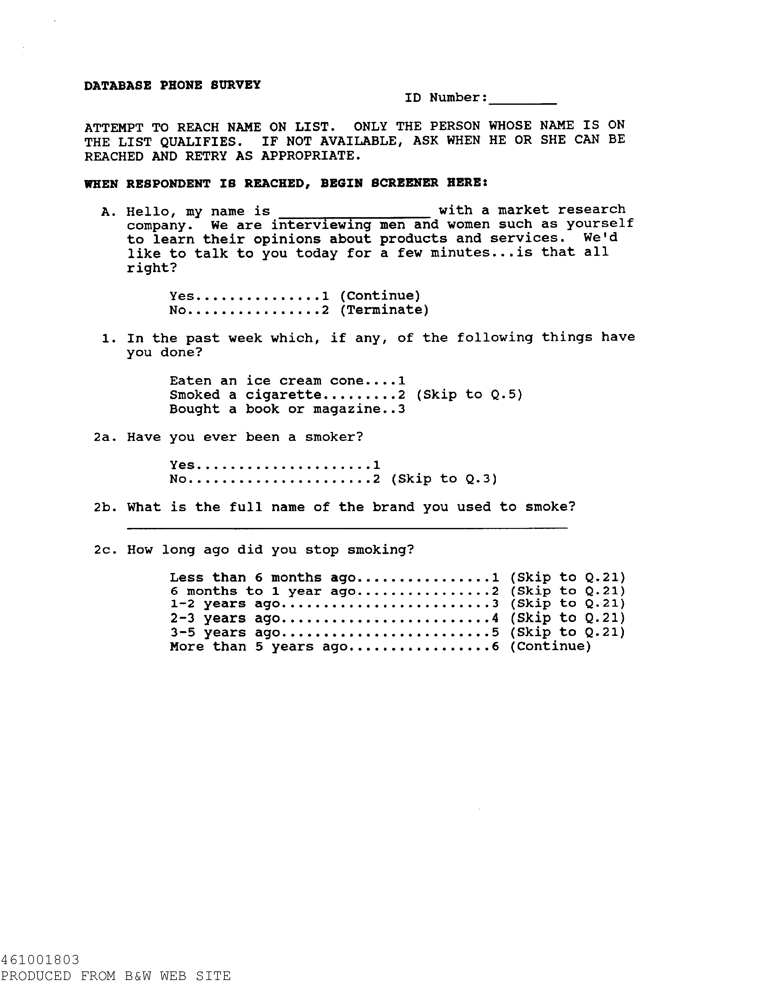 DATABASE PHONE SURVEY
ID Number:________
ATTEMPT TO REACH NAME ON LIST.  ONLY THE PERSON WHOSE NAME IS ON
THE LIST QUALIFIES.  IF NOT AVAILABLE, ASK WHEN HE OR SHE CAN BE
REACHED AND RETRY AS APPROPRIATE.
WHEN RESPONDENT IS REACHED, BEGIN SCREENER HERE:
A. Hello, my name is __________________ with a market research
company.  We are interviewing men and women such as yourself
to learn their opinions about products and services.  We'd
like to talk to you today for a few minutes...is that all
right?
Yes...............1 (Continue)
No................2 (Terminate)
1. In the past week which, if any, of the following things have
you done?
Eaten an ice cream cone....1
Smoked a cigarette.........2 (Skip to Q.5)
Bought a book or magazine..3
2a. Have you ever been a smoker?
Yes.....................1
No......................2 (Skip to Q.3)
2b. What is the full name of the brand you used to smoke?
2c. How long ago did you stop smoking?
Less than 6 months ago................1 (Skip to Q.21)
6 months to 1 year ago................2 (Skip to Q.21)
1-2 years ago.........................3 (Skip to Q.21)
2-3 years ago.........................4 (Skip to Q.21)
3-5 years ago.........................5 (Skip to Q.21)
More than 5 years ago.................6 (Continue)
461001803
PRODUCED FROM B&W WEB SITE